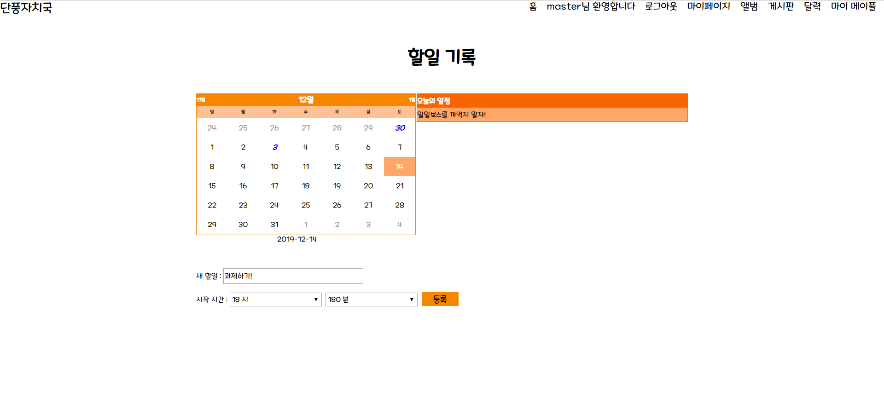 단풍자치국
홈 master님 환영합니다 로그아웃 마이페이지 앨범 게시판 달력 마이 메이플
할일 기록
11월 12월 1월
일 월 화 수 목 금 토
24 25 26 27 28 29 30
1 2 3 4 5 6 7
8 9 10 11 12 13 14
15 16 17 18 19 20 21
22 23 24 25 26 27 28
29 30 31 1 2 3 4
2019-12-14
오늘의 일정
일일보스를 까먹지 말자!
새 할일 : 과제하기!!
시작 시간 : 18 시 180 분 등록